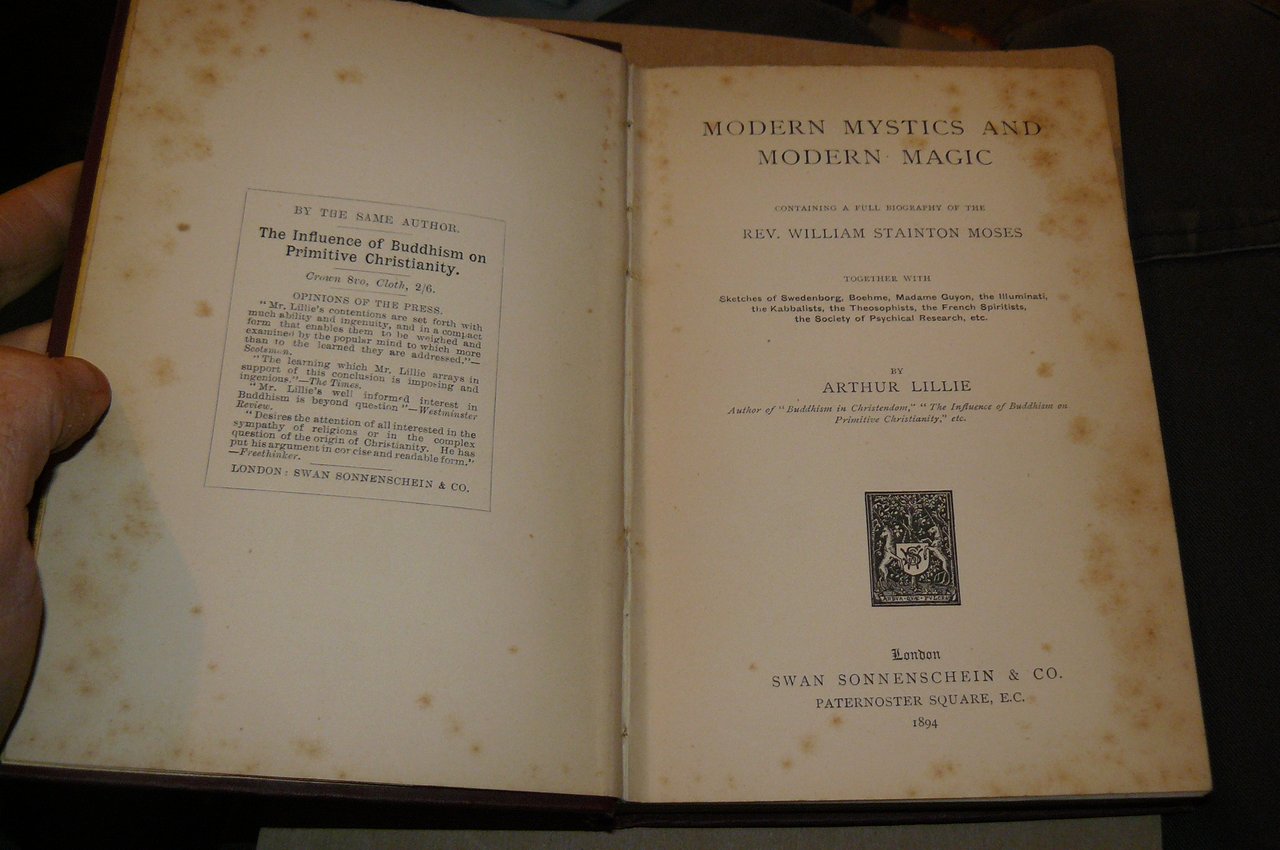 BY THE SAME AUTHOR.
The Influence of Buddhism on
Primitive Christianity.
Crown 8vo, Cloth, 2/6.
OPINIONS OF THE PRESS.
"Mr. Lillie's contentions are set forth with
much ability and ingenuity, and in a compact
form that enables them to be weighed and
examined by the popular mind to which more
than to the learned they are addressed."—
Scotsman.
"The learning which Mr. Lillie arrays in
support of this conclusion is imposing and
ingenious."—The Times.
"Mr. Lillie's well informed interest in
Buddhism is beyond question"—Westminster
Review.
"Desires the attention of all interested in the
sympathy of religions or in the complex
question of the origin of Christianity. He has
put his argument in concise and readable form."
—Freethinker.
LONDON: SWAN SONNENSCHEIN & CO.
MODERN MYSTICS AND
MODERN MAGIC
CONTAINING A FULL BIOGRAPHY OF THE
REV. WILLIAM STAINTON MOSES
TOGETHER WITH
Sketches of Swedenborg, Boehme, Madame Guyon, the Illuminati,
the Kabbalists, the Theosophists, the French Spiritists,
the Society of Psychical Research, etc.
BY
ARTHUR LILLIE
Author of "Buddhism in Christendom," "The Influence of Buddhism on
Primitive Christianity," etc.
London
SWAN SONNENSCHEIN & CO.
PATERNOSTER SQUARE, E.C.
1894